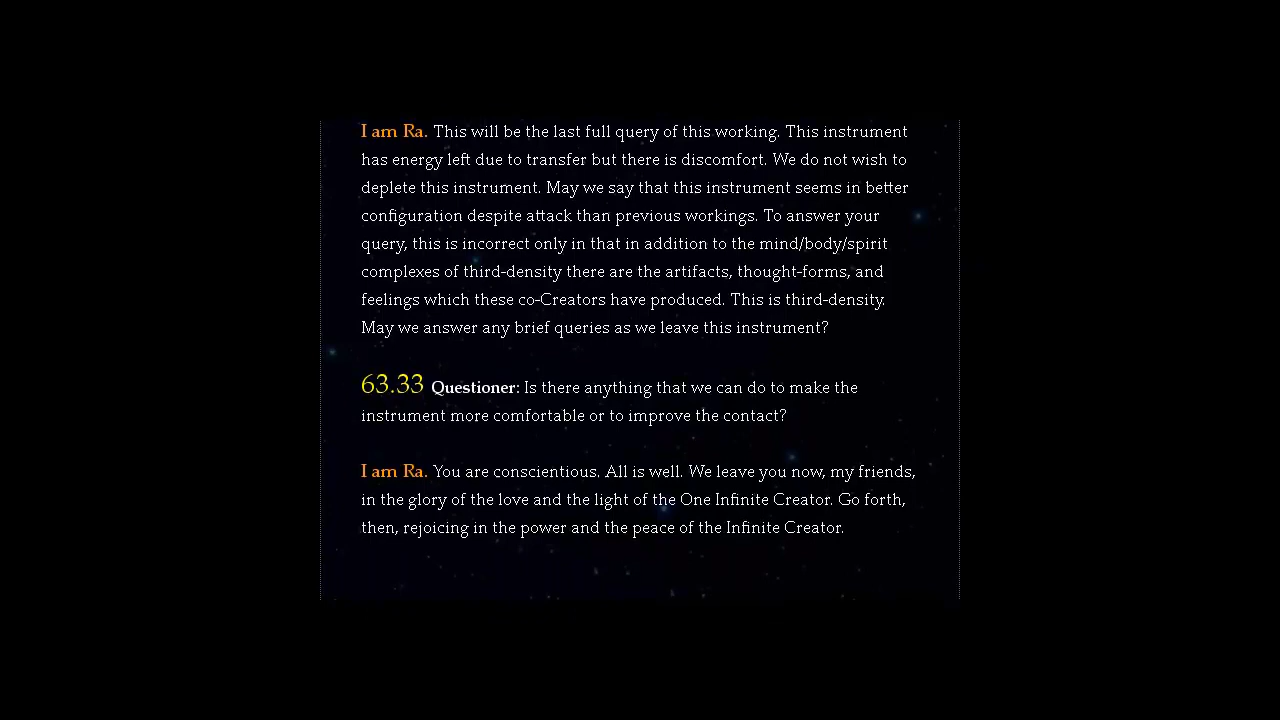 I am Ra. This will be the last full query of this working. This instrument
has energy left due to transfer but there is discomfort. We do not wish to
deplete this instrument. May we say that this instrument seems in better
configuration despite attack than previous workings. To answer your
query, this is incorrect only in that in addition to the mind/body/spirit
complexes of third-density there are the artifacts, thought-forms, and
feelings which these co-Creators have produced. This is third-density.
May we answer any brief queries as we leave this instrument?
63.33 Questioner: Is there anything that we can do to make the
instrument more comfortable or to improve the contact?
I am Ra. You are conscientious. All is well. We leave you now, my friends,
in the glory of the love and the light of the One Infinite Creator. Go forth,
then, rejoicing in the power and the peace of the Infinite Creator.